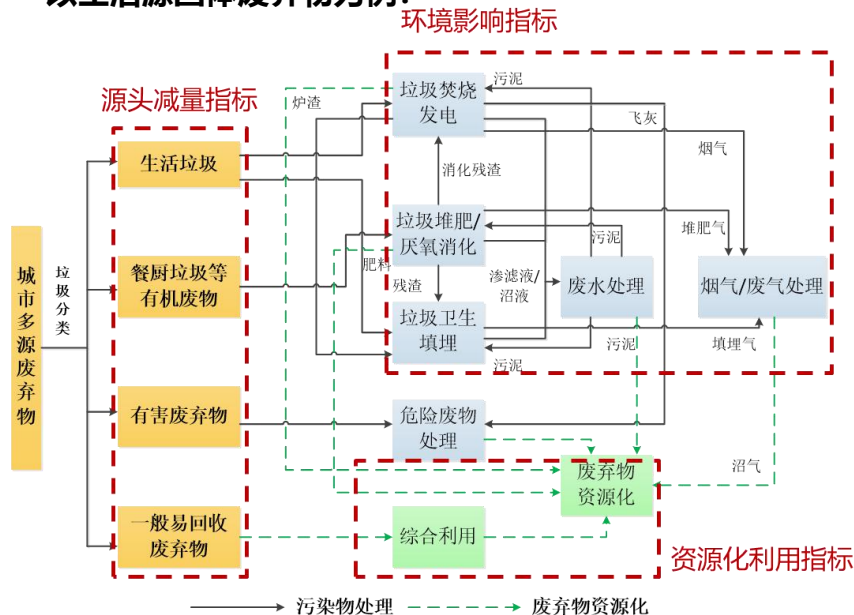 环境影响指标
源头减量指标
垃圾焚烧
发电
污泥
炉渣
飞灰
烟气
生活垃圾
消化残渣
城市多源废弃物
垃圾分类
餐厨垃圾等
有机废物
垃圾堆肥/
厌氧消化
肥料
残渣
渗滤液/
沼液
污泥
堆肥气
废水处理
烟气/废气处理
垃圾卫生
填埋
污泥
污泥
填埋气
有害废弃物
危险废物
处理
废弃物
资源化
沼气
一般易回收
废弃物
综合利用
资源化利用指标
污染物处理
废弃物资源化